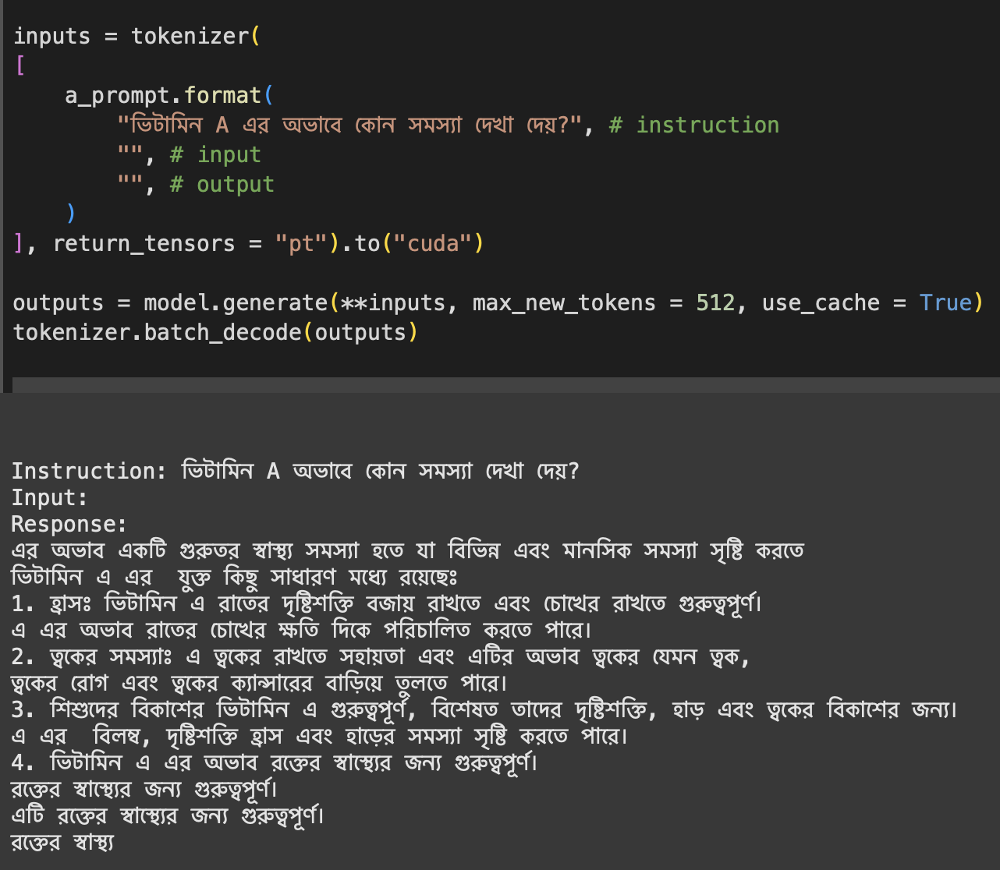 inputs = tokenizer(
[
    a_prompt.format(
        "ভিটামিন A এর অভাবে কোন সমস্যা দেখা দেয়?", # instruction
        "", # input
        "", # output
    )
], return_tensors = "pt").to("cuda")
outputs = model.generate(**inputs, max_new_tokens = 512, use_cache = True)
tokenizer.batch_decode(outputs)
Instruction: ভিটামিন A অভাবে কোন সমস্যা দেখা দেয়?
Input:
Response:
এর অভাব একটি গুরুতর স্বাস্থ্য সমস্যা হতে যা বিভিন্ন এবং মানসিক সমস্যা সৃষ্টি করতে
ভিটামিন এ এর  যুক্ত কিছু সাধারণ মধ্যে রয়েছেঃ
1. হ্রাসঃ ভিটামিন এ রাতের দৃষ্টিশক্তি বজায় রাখতে এবং চোখের রাখতে গুরুত্বপূর্ণ।
এ এর অভাব রাতের চোখের ক্ষতি দিকে পরিচালিত করতে পারে।
2. ত্বকের সমস্যাঃ এ ত্বকের রাখতে সহায়তা এবং এটির অভাব ত্বকের যেমন ত্বক,
ত্বকের রোগ এবং ত্বকের ক্যান্সারের বাড়িয়ে তুলতে পারে।
3. শিশুদের বিকাশের ভিটামিন এ গুরুত্বপূর্ণ, বিশেষত তাদের দৃষ্টিশক্তি, হাড় এবং ত্বকের বিকাশের জন্য।
এ এর  বিলম্ব, দৃষ্টিশক্তি হ্রাস এবং হাড়ের সমস্যা সৃষ্টি করতে পারে।
4. ভিটামিন এ এর অভাব রক্তের স্বাস্থ্যের জন্য গুরুত্বপূর্ণ।
রক্তের স্বাস্থ্যের জন্য গুরুত্বপূর্ণ।
এটি রক্তের স্বাস্থ্যের জন্য গুরুত্বপূর্ণ।
রক্তের স্বাস্থ্য